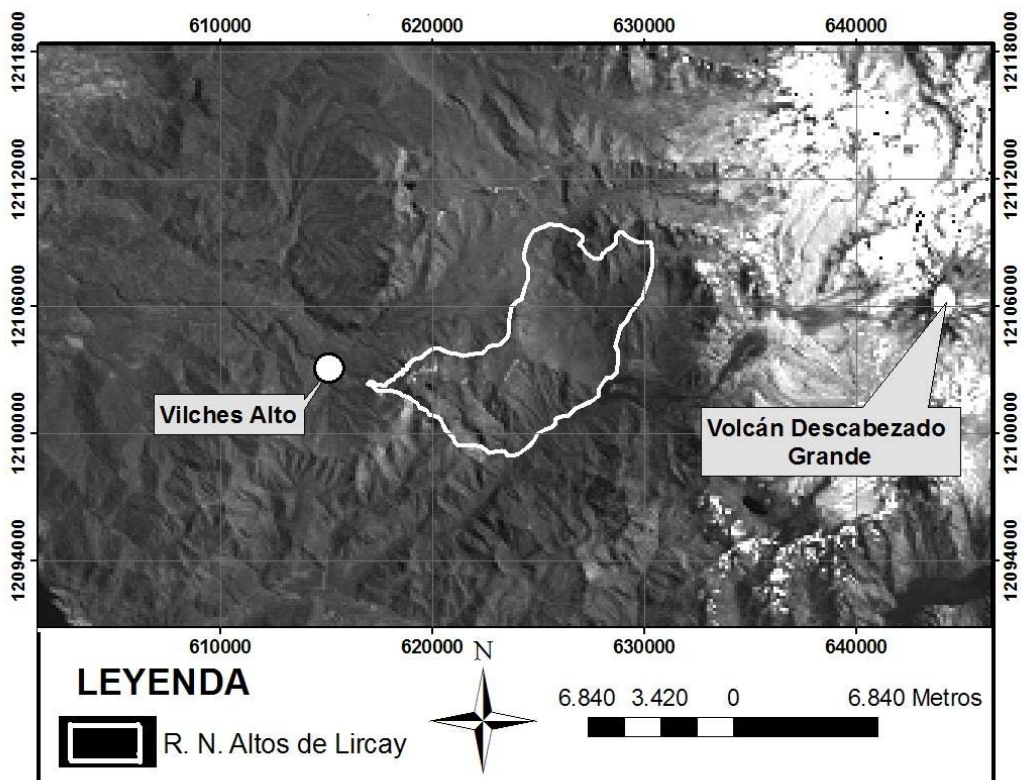 610000 620000 630000 640000
12118000 12118000
12112000 12112000
12106000 12106000
12100000 12100000
12094000 12094000
Vilches Alto
Volcán Descabezado
Grande
610000 620000 630000 640000
LEYENDA
R. N. Altos de Lircay
N
6.840 3.420 0 6.840 Metros